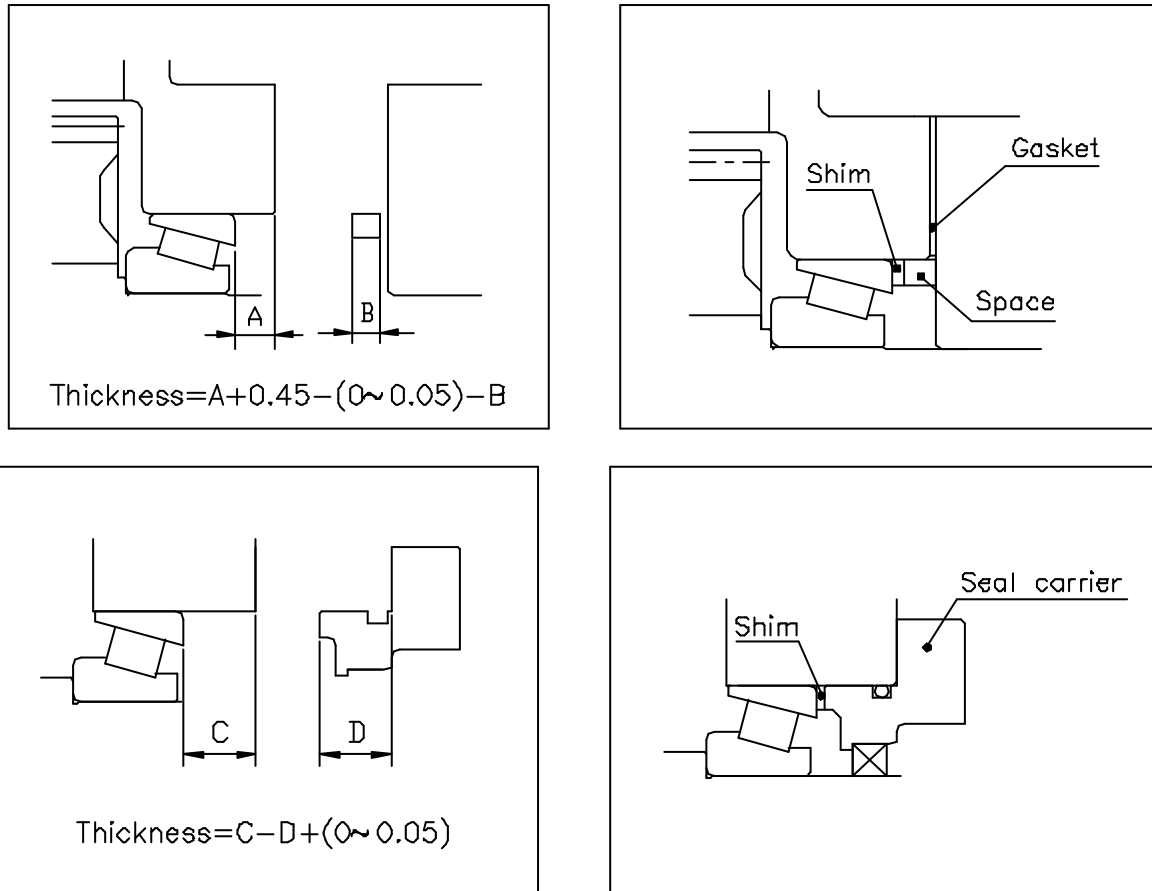 A
B
Thickness=A+0.45-(0~0.05)-B
Gasket
Shim
Space
C
D
Thickness=C-D+(0~0.05)
Seal carrier
Shim